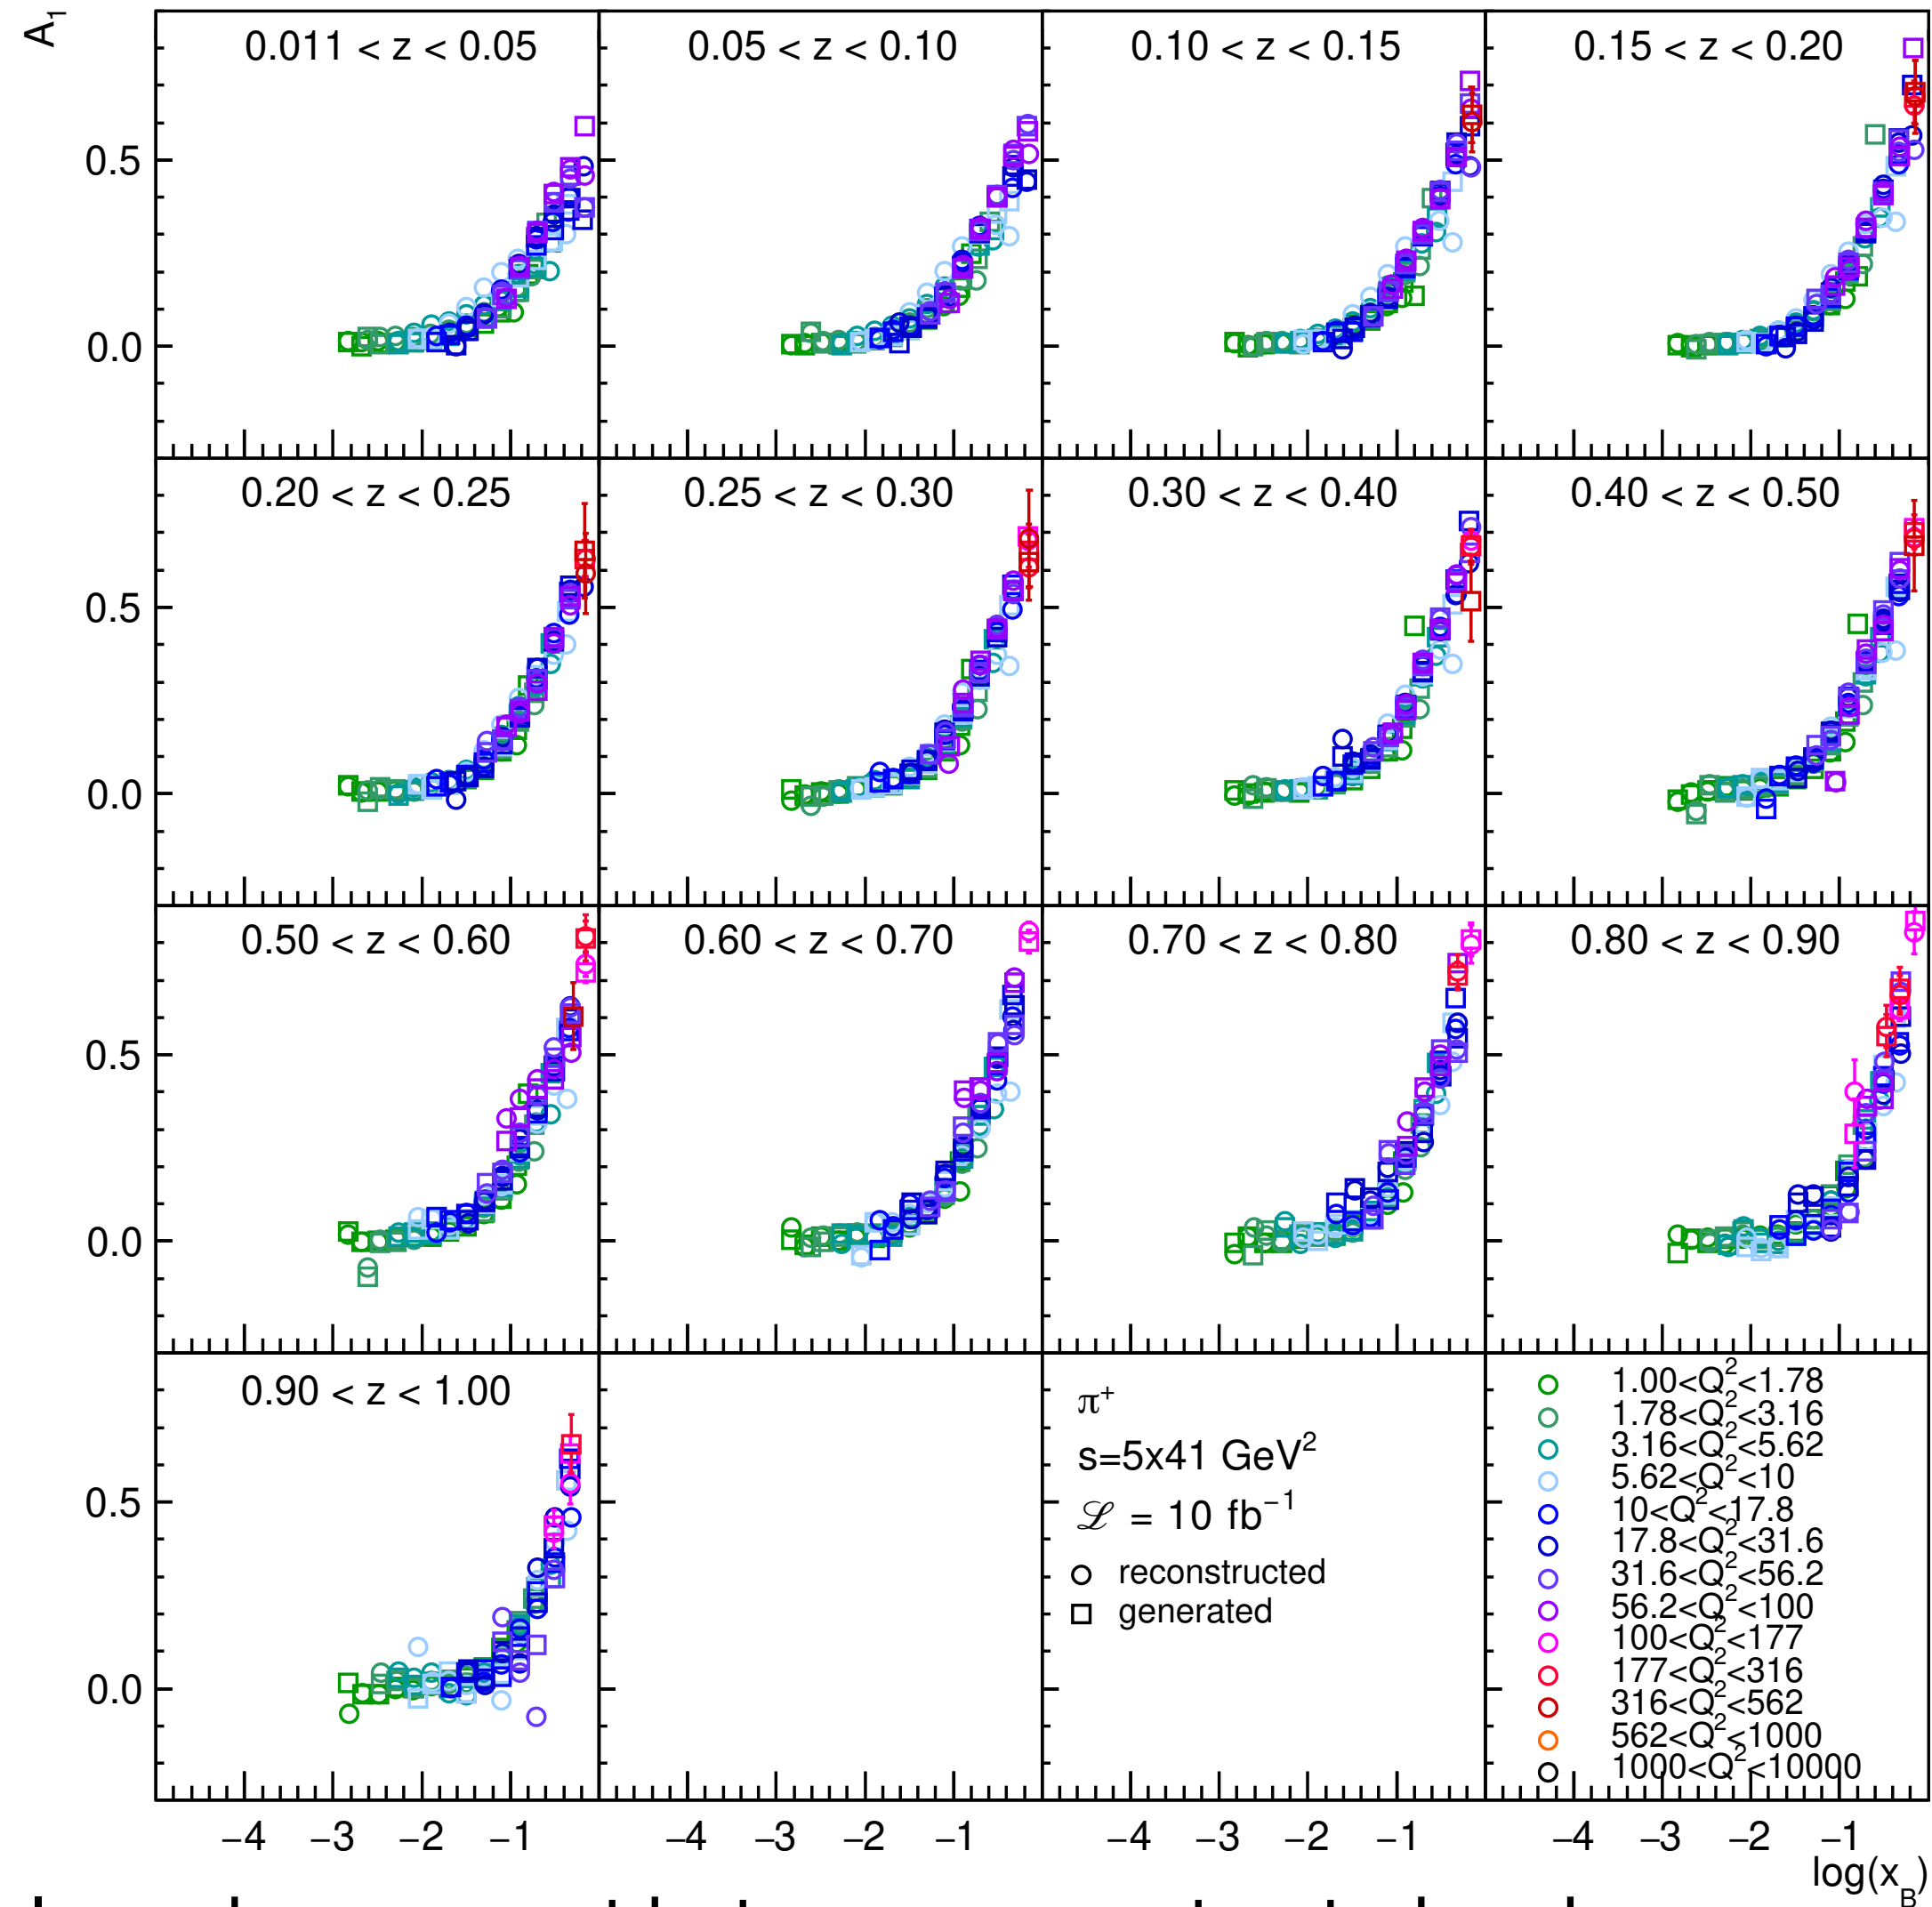 A₁
0.011 < z < 0.05
0.05 < z < 0.10
0.10 < z < 0.15
0.15 < z < 0.20
0.5
0.0
0.20 < z < 0.25
0.25 < z < 0.30
0.30 < z < 0.40
0.40 < z < 0.50
0.5
0.0
0.50 < z < 0.60
0.60 < z < 0.70
0.70 < z < 0.80
0.80 < z < 0.90
0.5
0.0
0.90 < z < 1.00
0.5
0.0
π⁺
s=5x41 GeV²
ℒ = 10 fb⁻¹
reconstructed
generated
1.00<Q²<1.78
1.78<Q²<3.16
3.16<Q²<5.62
5.62<Q²<10
10<Q²<17.8
17.8<Q²<31.6
31.6<Q²<56.2
56.2<Q²<100
100<Q²<177
177<Q²<316
316<Q²<562
562<Q²<1000
1000<Q²<10000
−4 −3 −2 −1
−4 −3 −2 −1
−4 −3 −2 −1
−4 −3 −2 −1
log(x_B)